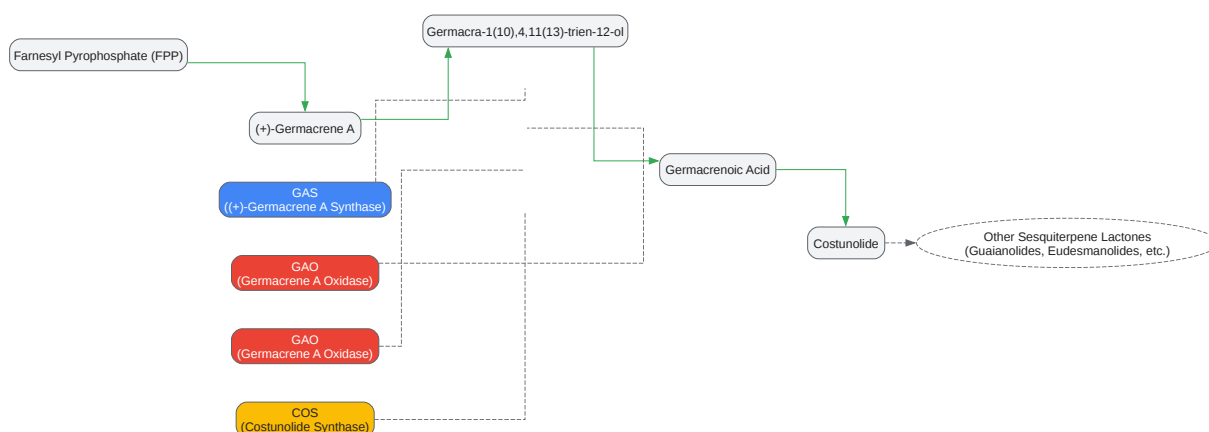 Germacra-1(10),4,11(13)-trien-12-ol
Farnesyl Pyrophosphate (FPP)
(+)-Germacrene A
Germacrenoic Acid
GAS
((+)-Germacrene A Synthase)
Costunolide
Other Sesquiterpene Lactones
(Guaianolides, Eudesmanolides, etc.)
GAO
(Germacrene A Oxidase)
GAO
(Germacrene A Oxidase)
COS
(Costunolide Synthase)